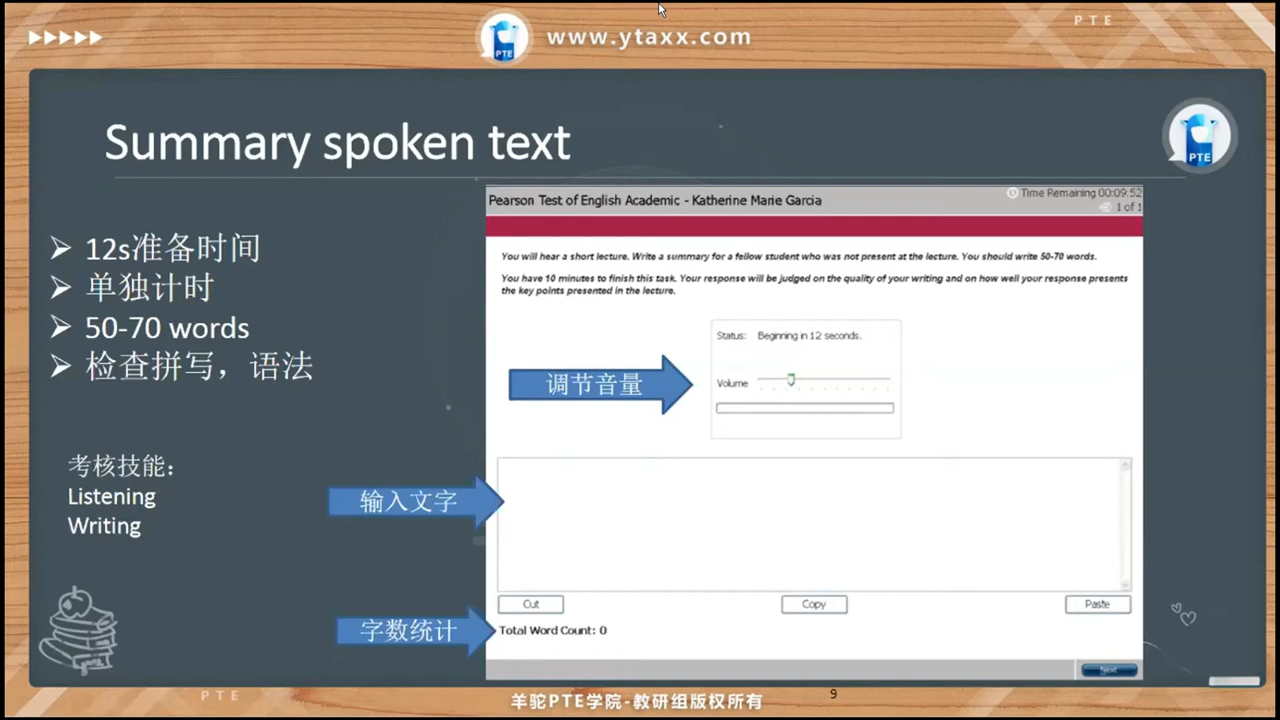 PTE
PTE www.ytaxx.com
Summary spoken text
PTE
12s准备时间
单独计时
50-70 words
检查拼写，语法
考核技能：
Listening
Writing
Pearson Test of English Academic - Katherine Marie Garcia
Time Remaining 00:09:52
1 of 1
You will hear a short lecture. Write a summary for a fellow student who was not present at the lecture. You should write 50-70 words.
You have 10 minutes to finish this task. Your response will be judged on the quality of your writing and on how well your response presents
the key points presented in the lecture.
Status: Beginning in 12 seconds.
调节音量
Volume
输入文字
Cut
Copy
Paste
字数统计
Total Word Count: 0
Next
PTE
羊驼PTE学院-教研组版权所有
9